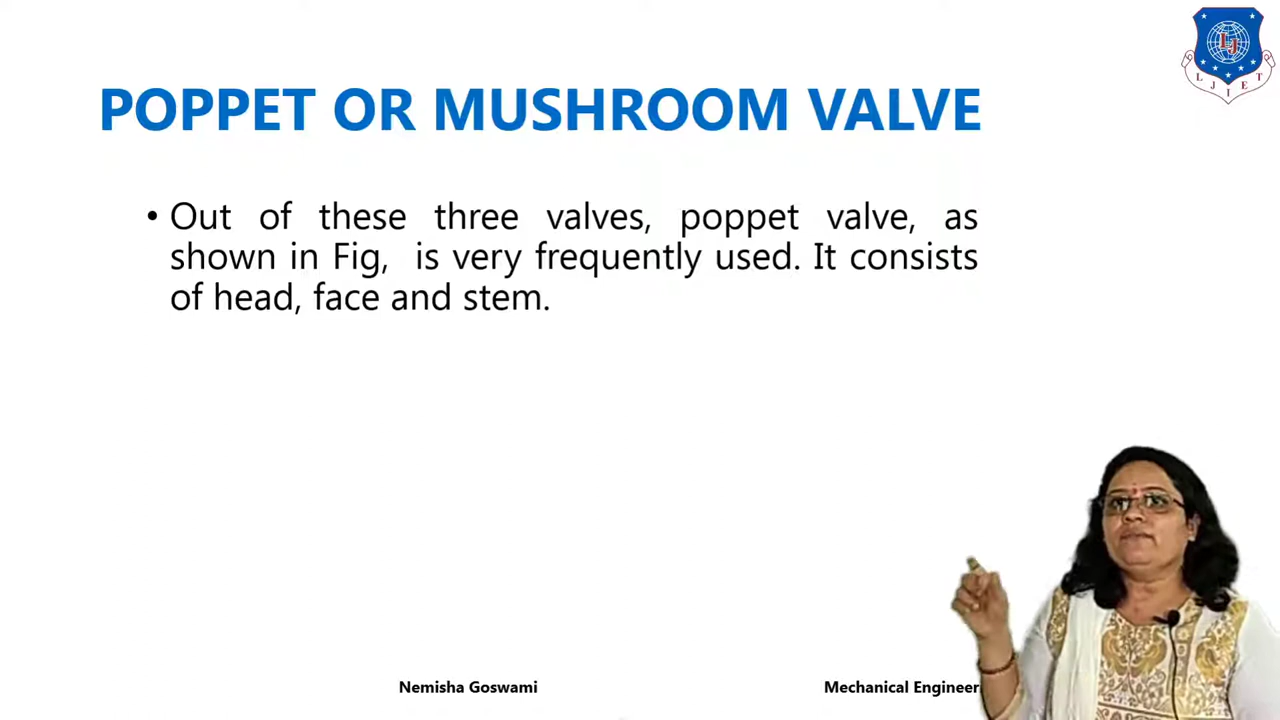 POPPET OR MUSHROOM VALVE
• Out of these three valves, poppet valve, as
shown in Fig, is very frequently used. It consists
of head, face and stem.
Nemisha Goswami
Mechanical Engineer
LJ
L J I E T